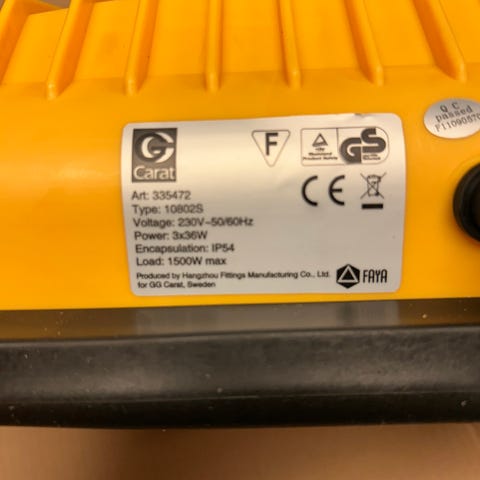 Q C
passed
G
Carat
F
GS
CE
Art: 335472
Type: 10802S
Voltage: 230V~50/60Hz
Power: 3x36W
Encapsulation: IP54
Load: 1500W max
Produced by Hangzhou Fittings Manufacturing Co., Ltd.
for GG Carat, Sweden
FAYA